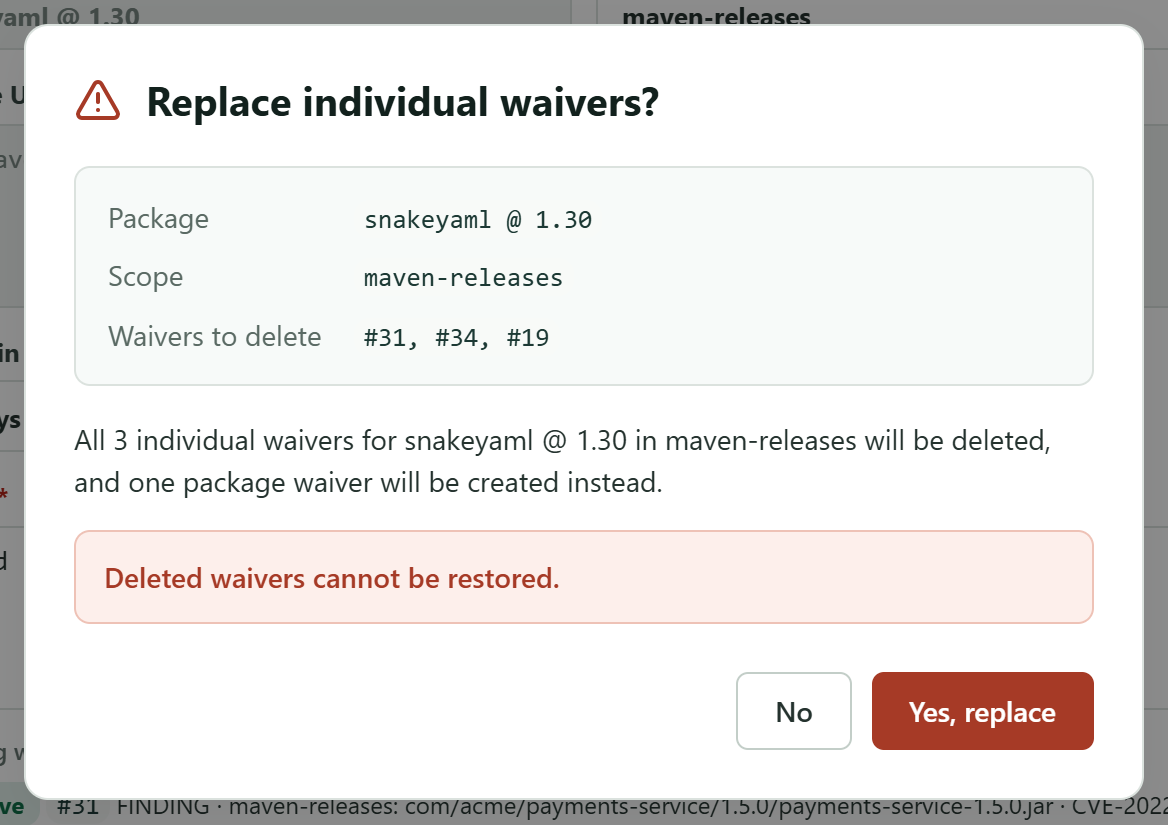 yaml @ 1.30 maven-releases
Replace individual waivers?
Package snakeyaml @ 1.30
Scope maven-releases
Waivers to delete #31, #34, #19
All 3 individual waivers for snakeyaml @ 1.30 in maven-releases will be deleted,
and one package waiver will be created instead.
Deleted waivers cannot be restored.
No Yes, replace
#31 FINDING · maven-releases: com/acme/payments-service/1.5.0/payments-service-1.5.0.jar · CVE-2022